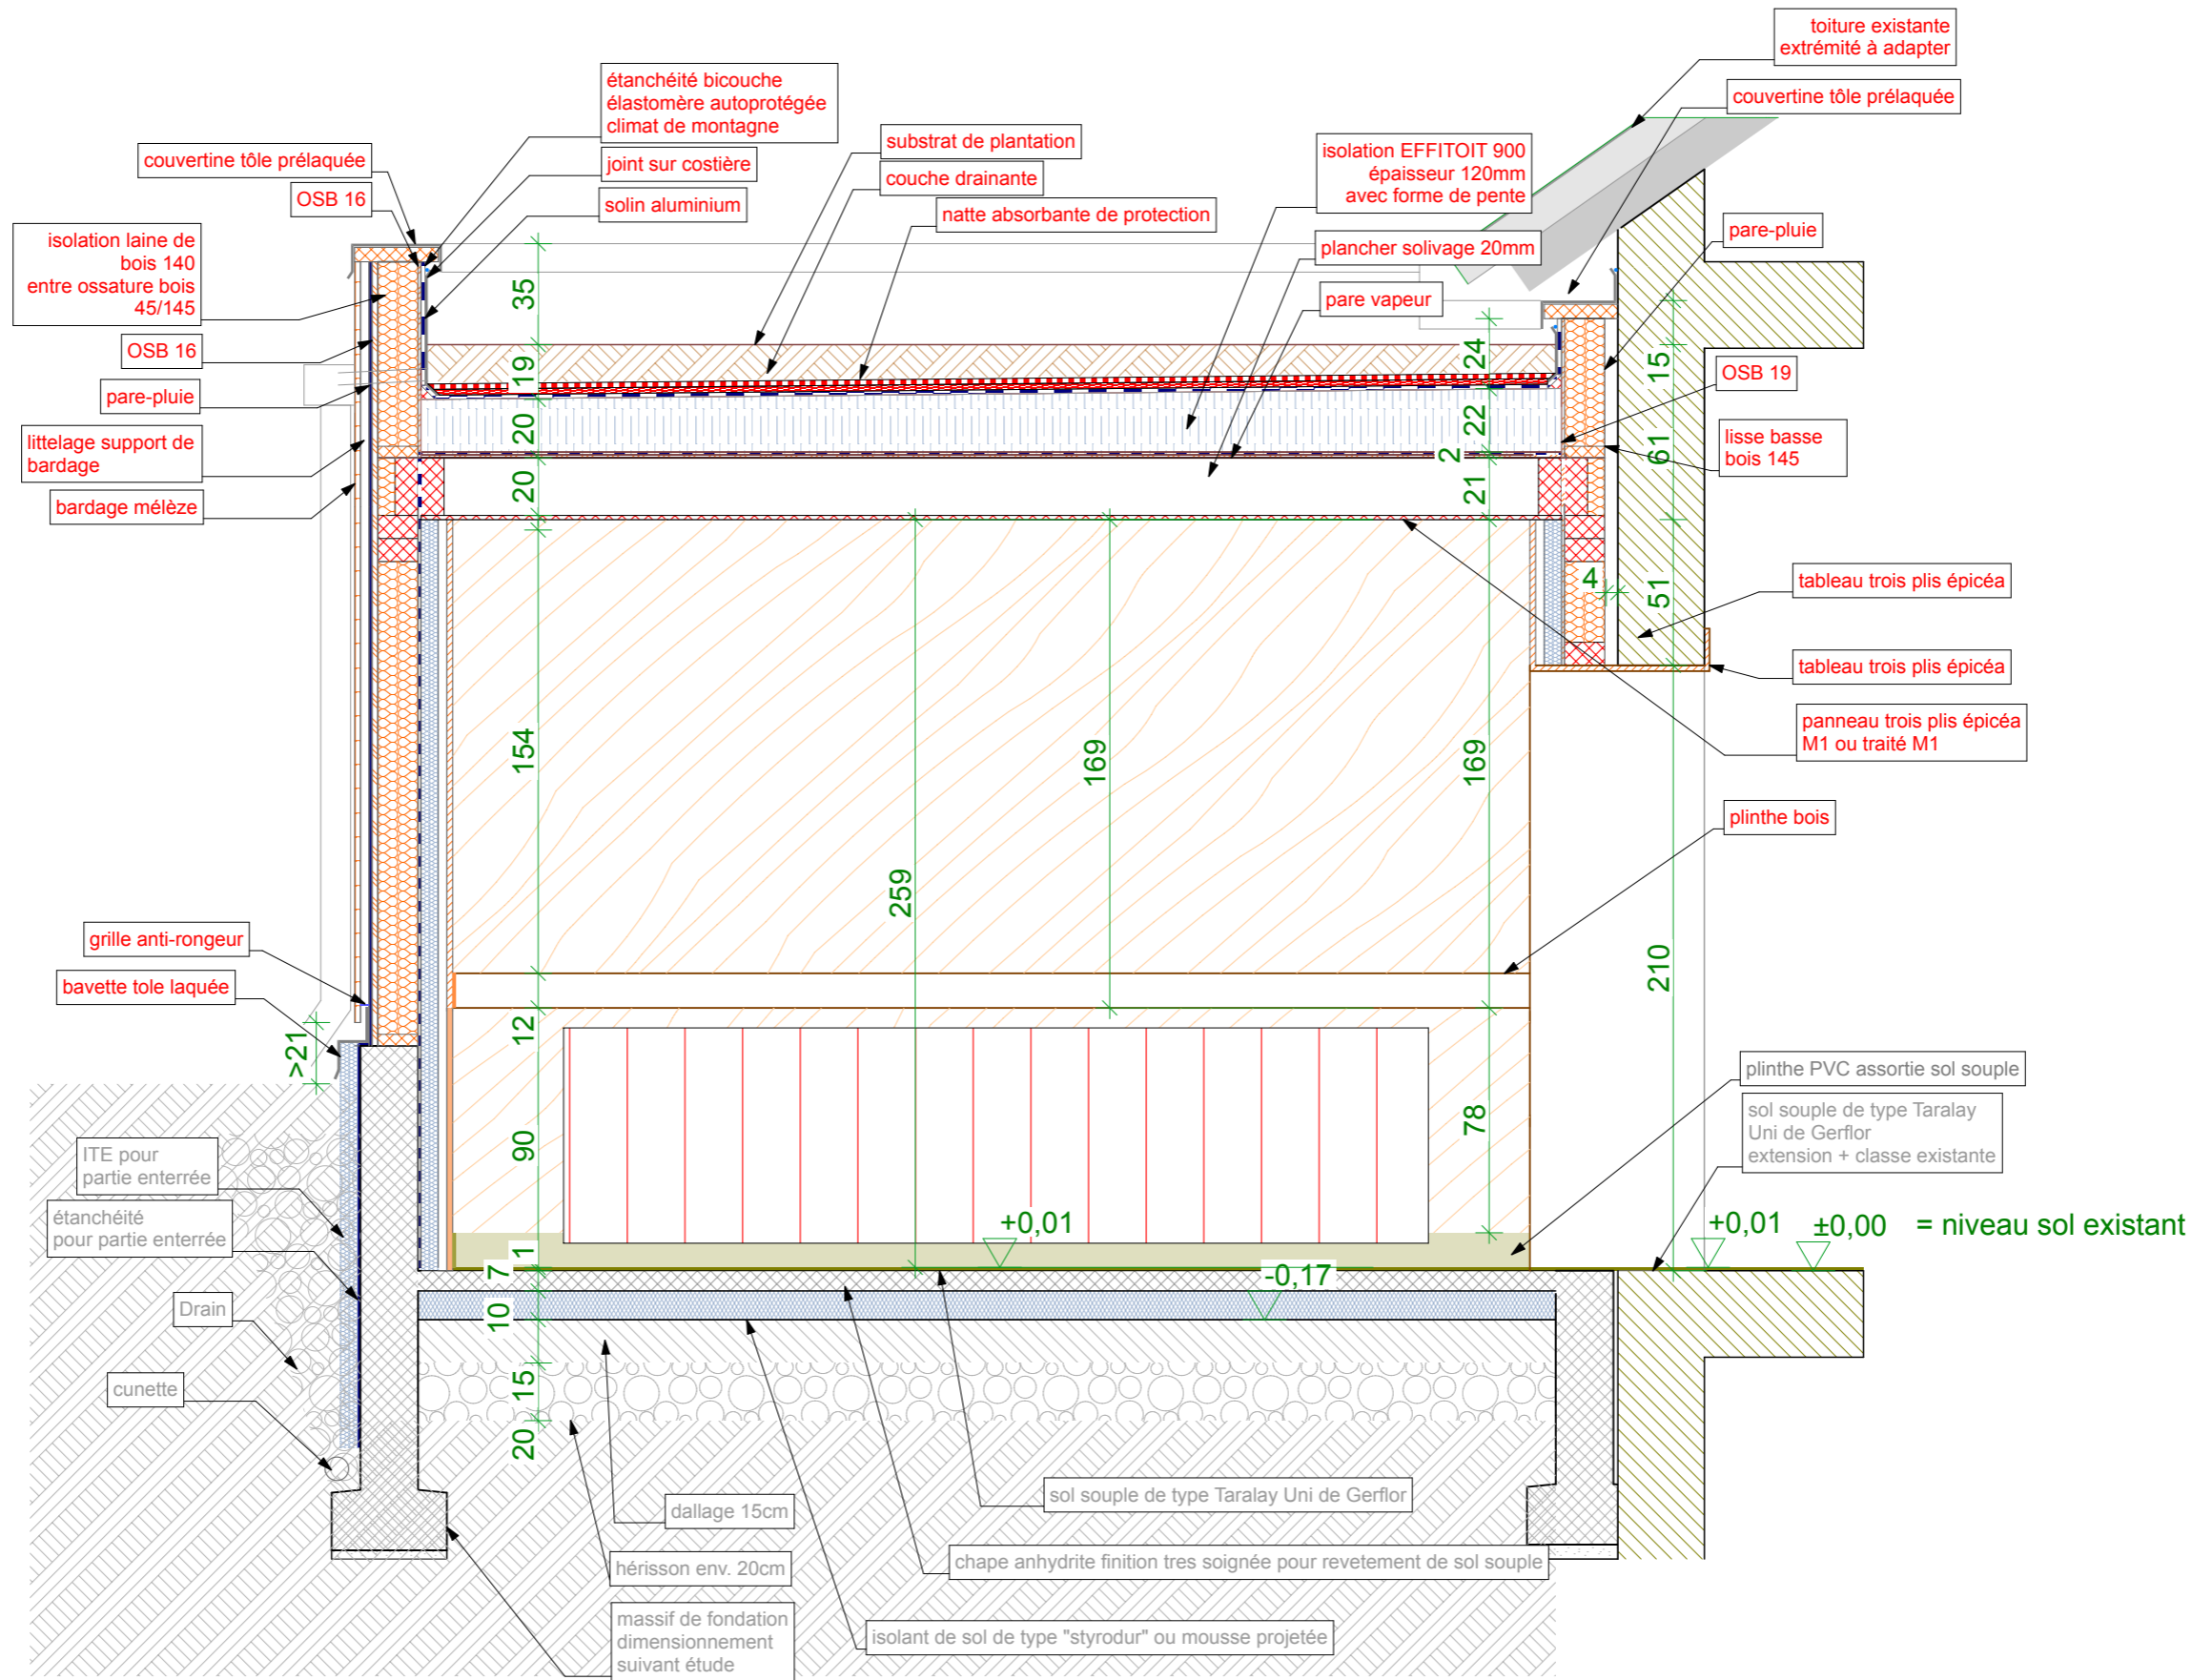 toiture existante
extrémité à adapter
couvertine tôle prélaquée
étanchéité bicouche
élastomère autoprotégée
climat de montagne
couvertine tôle prélaquée
joint sur costière
OSB 16
solin aluminium
substrat de plantation
couche drainante
natte absorbante de protection
isolation EFFITOIT 900
épaisseur 120mm
avec forme de pente
plancher solivage 20mm
pare vapeur
pare-pluie
isolation laine de
bois 140
entre ossature bois
45/145
OSB 16
pare-pluie
littelage support de
bardage
bardage mélèze
OSB 19
lisse basse
bois 145
35
19
20
20
24
22
2
21
15
61
51
4
tableau trois plis épicéa
tableau trois plis épicéa
panneau trois plis épicéa
M1 ou traité M1
154
169
169
259
210
plinthe bois
grille anti-rongeur
bavette tole laquée
>21
12
90
78
1
7
10
15
20
plinthe PVC assortie sol souple
sol souple de type Taralay
Uni de Gerflor
extension + classe existante
ITE pour
partie enterrée
étanchéité
pour partie enterrée
Drain
cunette
+0,01
-0,17
+0,01
±0,00
= niveau sol existant
dallage 15cm
sol souple de type Taralay Uni de Gerflor
hérisson env. 20cm
chape anhydrite finition tres soignée pour revetement de sol souple
massif de fondation
dimensionnement
suivant étude
isolant de sol de type "styrodur" ou mousse projetée